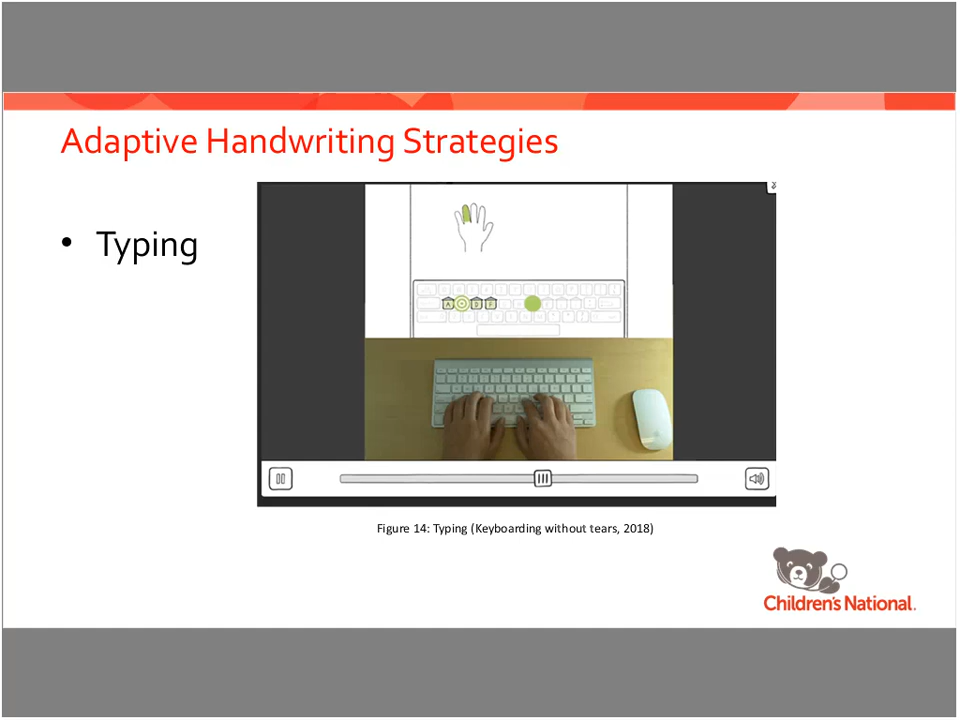 Adaptive Handwriting Strategies
• Typing
A D F
Figure 14: Typing (Keyboarding without tears, 2018)
Children's National.